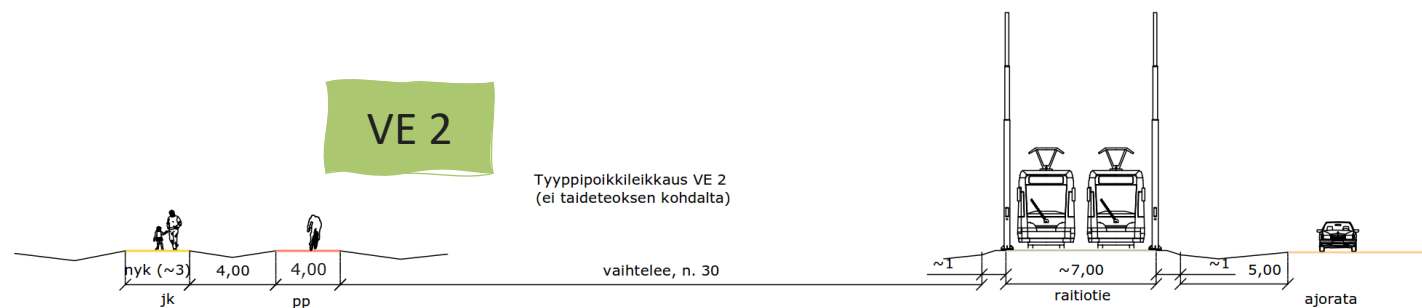 VE 2
Tyyppipoikkileikkaus VE 2
(ei taideteoksen kohdalta)
nyk (~3) 4,00 4,00 vaihtelee, n. 30 ~1 ~7,00 ~1 5,00
jk pp raitiotie ajorata